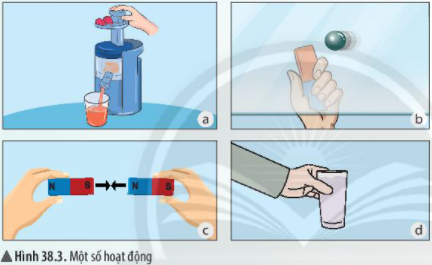 a
b
N S N S
c
d
▲ Hình 38.3. Một số hoạt động